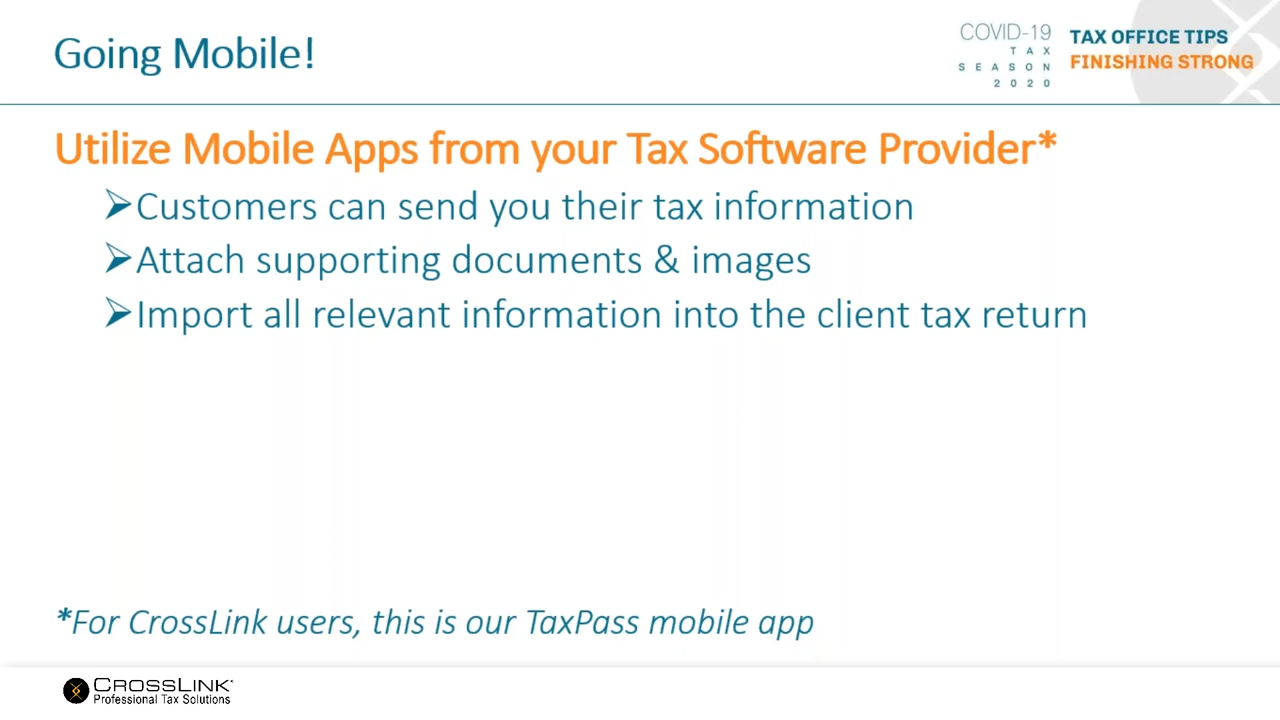 Going Mobile!
COVID-19
TAX
SEASON
2020
TAX OFFICE TIPS
FINISHING STRONG
Utilize Mobile Apps from your Tax Software Provider*
➢Customers can send you their tax information
➢Attach supporting documents & images
➢Import all relevant information into the client tax return
*For CrossLink users, this is our TaxPass mobile app
CROSSLINK
Professional Tax Solutions